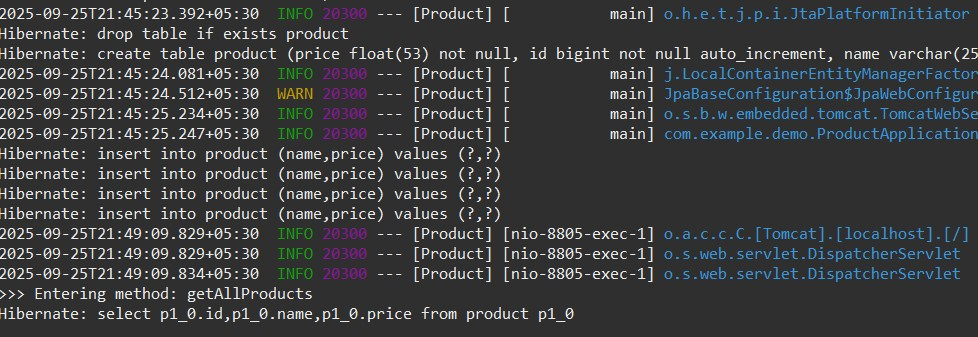 2025-09-25T21:45:23.392+05:30  INFO 20300 --- [Product] [           main] o.h.e.t.j.p.i.JtaPlatformInitiator
Hibernate: drop table if exists product
Hibernate: create table product (price float(53) not null, id bigint not null auto_increment, name varchar(25
2025-09-25T21:45:24.081+05:30  INFO 20300 --- [Product] [           main] j.LocalContainerEntityManagerFactor
2025-09-25T21:45:24.512+05:30  WARN 20300 --- [Product] [           main] JpaBaseConfiguration$JpaWebConfigur
2025-09-25T21:45:25.234+05:30  INFO 20300 --- [Product] [           main] o.s.b.w.embedded.tomcat.TomcatWebSe
2025-09-25T21:45:25.247+05:30  INFO 20300 --- [Product] [           main] com.example.demo.ProductApplication
Hibernate: insert into product (name,price) values (?,?)
Hibernate: insert into product (name,price) values (?,?)
Hibernate: insert into product (name,price) values (?,?)
Hibernate: insert into product (name,price) values (?,?)
2025-09-25T21:49:09.829+05:30  INFO 20300 --- [Product] [nio-8805-exec-1] o.a.c.c.C.[Tomcat].[localhost].[/]
2025-09-25T21:49:09.829+05:30  INFO 20300 --- [Product] [nio-8805-exec-1] o.s.web.servlet.DispatcherServlet
2025-09-25T21:49:09.834+05:30  INFO 20300 --- [Product] [nio-8805-exec-1] o.s.web.servlet.DispatcherServlet
>>> Entering method: getAllProducts
Hibernate: select p1_0.id,p1_0.name,p1_0.price from product p1_0